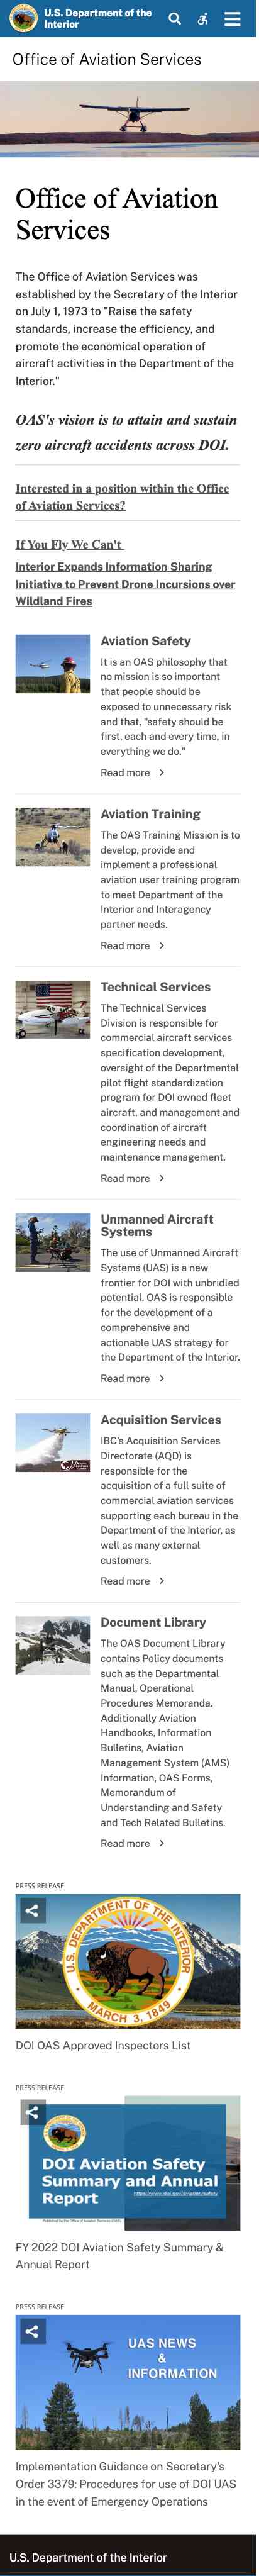 U.S. Department of the
Interior
Office of Aviation Services
Office of Aviation
Services
The Office of Aviation Services was
established by the Secretary of the Interior
on July 1, 1973 to "Raise the safety
standards, increase the efficiency, and
promote the economical operation of
aircraft activities in the Department of the
Interior."
OAS's vision is to attain and sustain
zero aircraft accidents across DOI.
Interested in a position within the Office
of Aviation Services?
If You Fly We Can't
Interior Expands Information Sharing
Initiative to Prevent Drone Incursions over
Wildland Fires
Aviation Safety
It is an OAS philosophy that
no mission is so important
that people should be
exposed to unnecessary risk
and that, "safety should be
first, each and every time, in
everything we do."
Read more
Aviation Training
The OAS Training Mission is to
develop, provide and
implement a professional
aviation user training program
to meet Department of the
Interior and Interagency
partner needs.
Read more
Technical Services
The Technical Services
Division is responsible for
commercial aircraft services
specification development,
oversight of the Departmental
pilot flight standardization
program for DOI owned fleet
aircraft, and management and
coordination of aircraft
engineering needs and
maintenance management.
Read more
Unmanned Aircraft
Systems
The use of Unmanned Aircraft
Systems (UAS) is a new
frontier for DOI with unbridled
potential. OAS is responsible
for the development of a
comprehensive and
actionable UAS strategy for
the Department of the Interior.
Read more
Acquisition Services
IBC's Acquisition Services
Directorate (AQD) is
responsible for the
acquisition of a full suite of
commercial aviation services
supporting each bureau in the
Department of the Interior, as
well as many external
customers.
Read more
Document Library
The OAS Document Library
contains Policy documents
such as the Departmental
Manual, Operational
Procedures Memoranda.
Additionally Aviation
Handbooks, Information
Bulletins, Aviation
Management System (AMS)
Information, OAS Forms,
Memorandum of
Understanding and Safety
and Tech Related Bulletins.
Read more
PRESS RELEASE
U.S. DEPARTMENT OF THE INTERIOR
MARCH 3, 1849
DOI OAS Approved Inspectors List
PRESS RELEASE
DOI Aviation Safety
Summary and Annual
Report
https://www.doi.gov/aviation/safety
FY 2022 DOI Aviation Safety Summary &
Annual Report
PRESS RELEASE
UAS NEWS
&
INFORMATION
Implementation Guidance on Secretary's
Order 3379: Procedures for use of DOI UAS
in the event of Emergency Operations
U.S. Department of the Interior